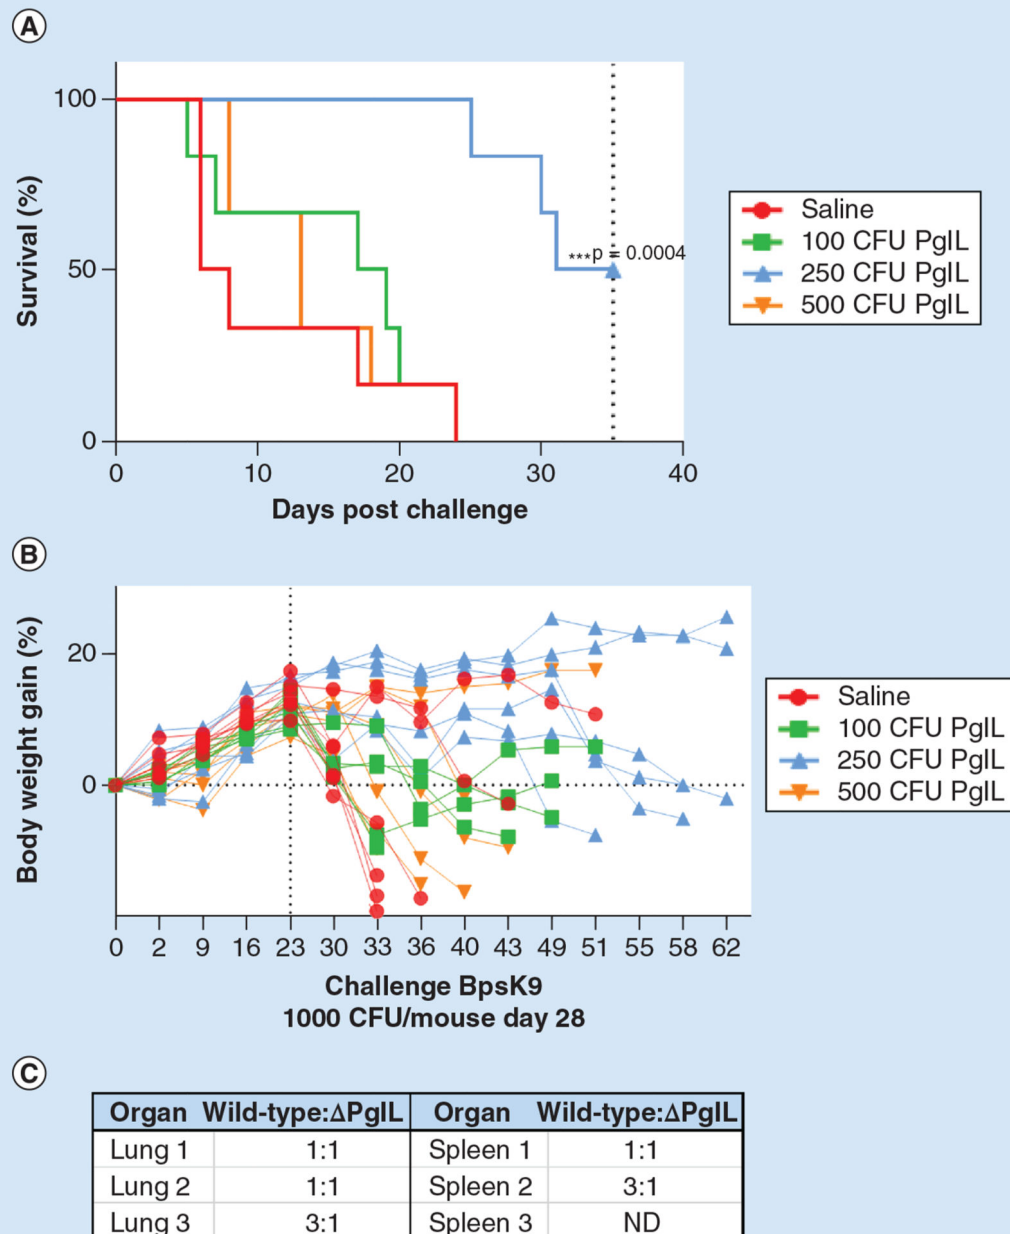 A
100
50
0
Survival (%)
***p = 0.0004
0 10 20 30 40
Days post challenge
Saline
100 CFU PglL
250 CFU PglL
500 CFU PglL
B
20
0
Body weight gain (%)
0 2 9 16 23 30 33 36 40 43 49 51 55 58 62
Challenge BpsK9
1000 CFU/mouse day 28
Saline
100 CFU PglL
250 CFU PglL
500 CFU PglL
C
Organ Wild-type:ΔPglL Organ Wild-type:ΔPglL
Lung 1 1:1 Spleen 1 1:1
Lung 2 1:1 Spleen 2 3:1
Lung 3 3:1 Spleen 3 ND